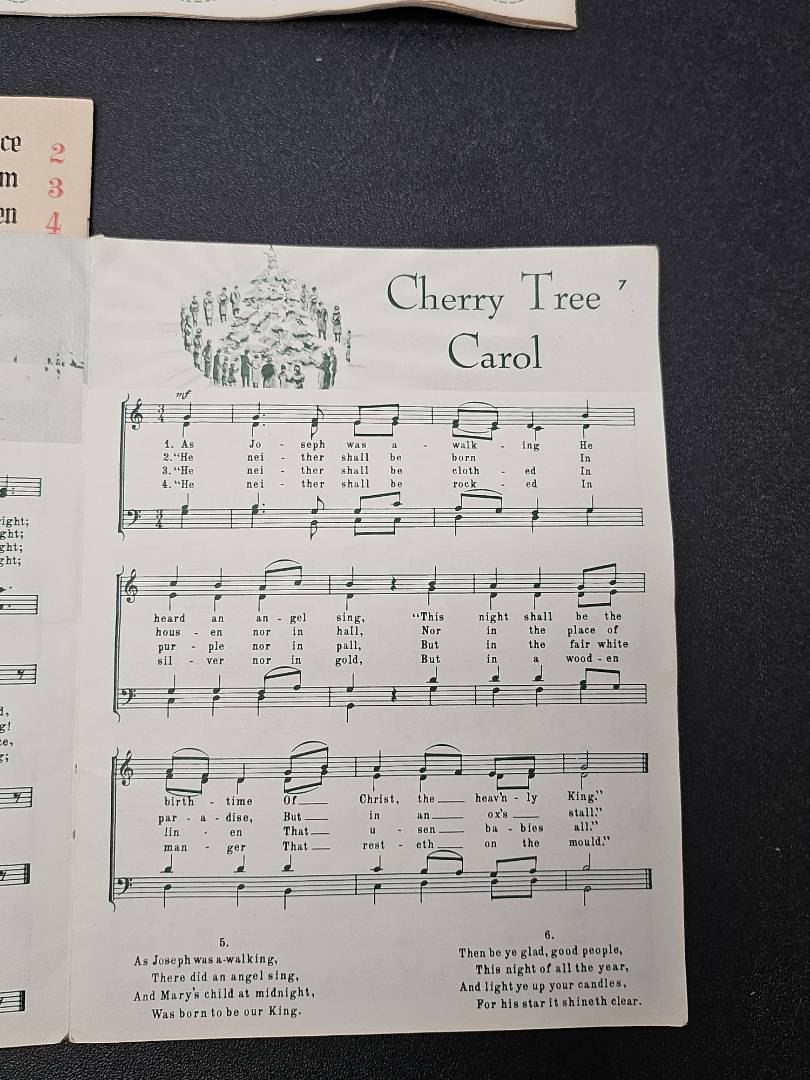 ce 2
m 3
en 4
Cherry Tree 7
Carol
mf
1. As Jo - seph was a - walk - ing He
2. “He nei - ther shall be born In
3. “He nei - ther shall be cloth - ed In
4. “He nei - ther shall be rock - ed In
heard an an - gel sing, “This night shall be the
hous - en nor in hall, Nor in the place of
pur - ple nor in pall, But in the fair white
sil - ver nor in gold, But in a wood - en
birth - time Of Christ, the heav'n - ly King.”
par - a - dise, But in an ox's stall.”
lin - en That u - sen ba - bies all.”
man - ger That rest - eth on the mould.”
5.
As Joseph was a-walking,
There did an angel sing,
And Mary's child at midnight,
Was born to be our King.
6.
Then be ye glad, good people,
This night of all the year,
And light ye up your candles,
For his star it shineth clear.
right;
ght;
ght;
ght;